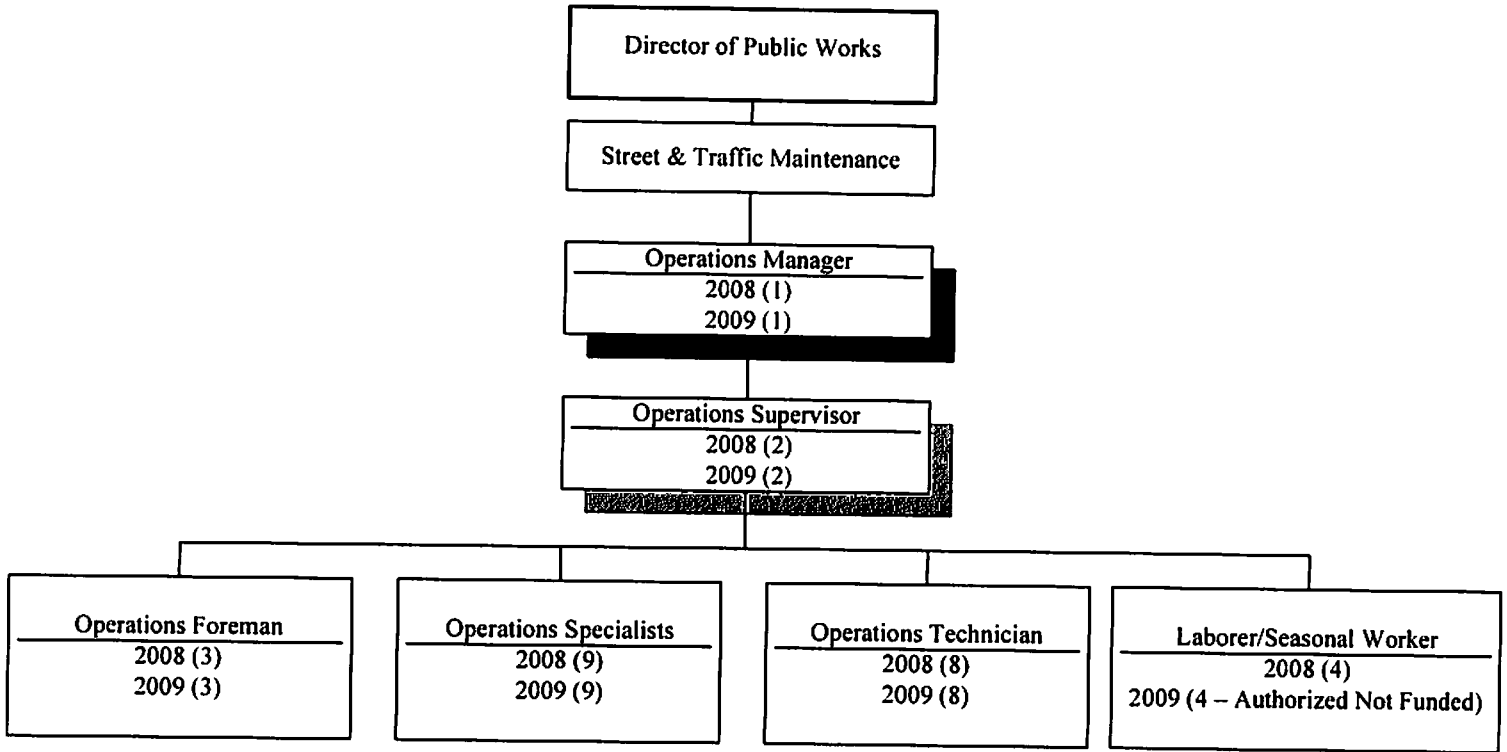 Director of Public Works
Street & Traffic Maintenance
Operations Manager
2008 (1)
2009 (1)
Operations Supervisor
2008 (2)
2009 (2)
Operations Foreman
2008 (3)
2009 (3)
Operations Specialists
2008 (9)
2009 (9)
Operations Technician
2008 (8)
2009 (8)
Laborer/Seasonal Worker
2008 (4)
2009 (4 – Authorized Not Funded)